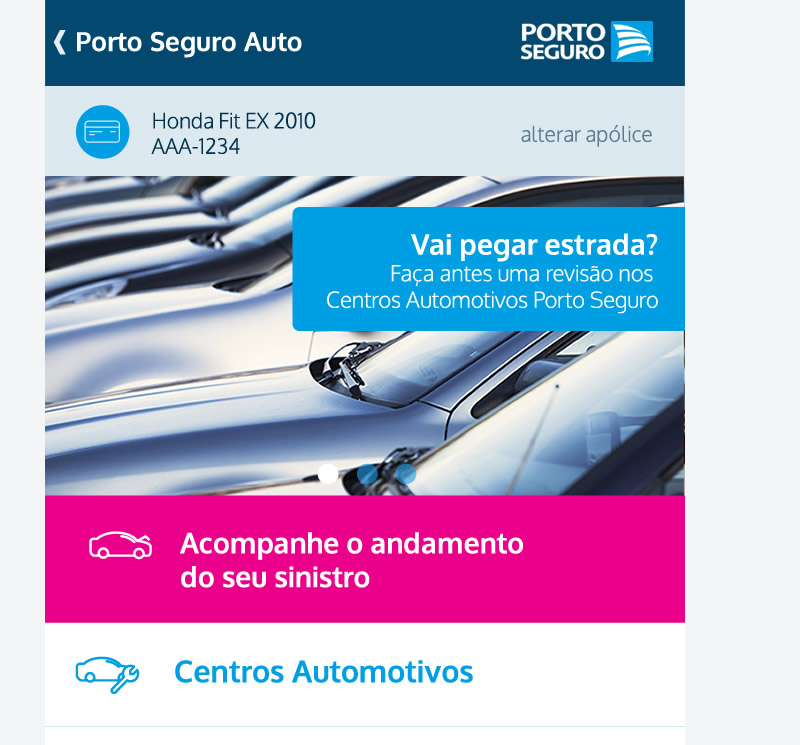 Porto Seguro Auto
PORTO
SEGURO
Honda Fit EX 2010
AAA-1234
alterar apólice
Vai pegar estrada?
Faça antes uma revisão nos
Centros Automotivos Porto Seguro
Acompanhe o andamento
do seu sinistro
Centros Automotivos